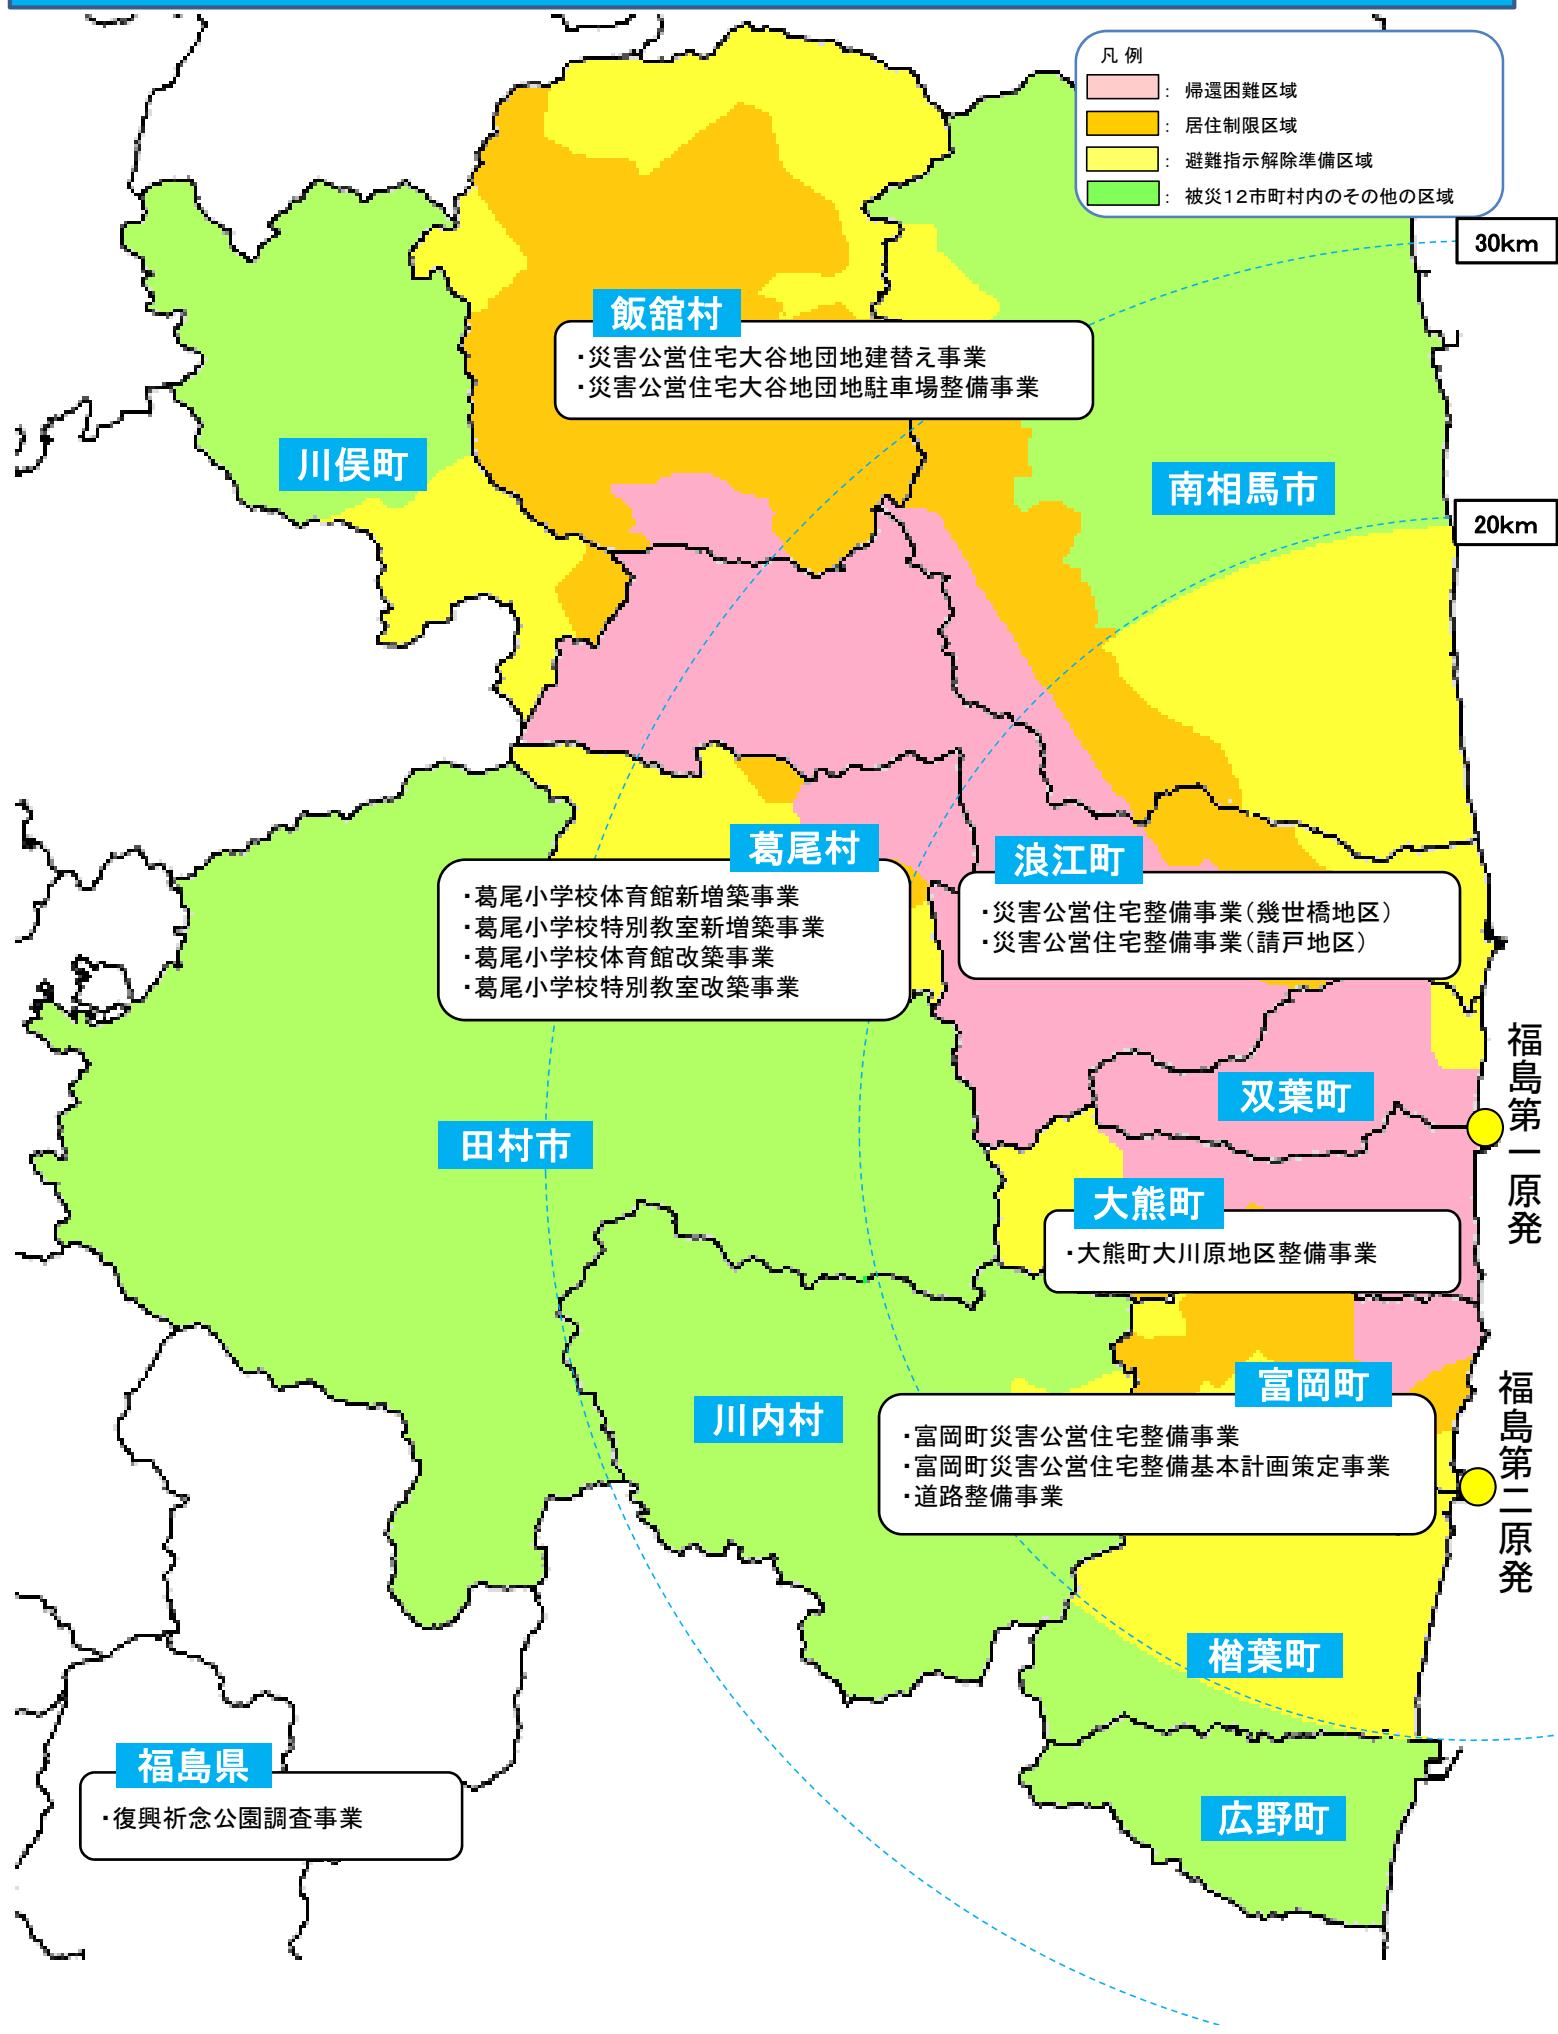 凡 例
： 帰還困難区域
： 居住制限区域
： 避難指示解除準備区域
： 被災12市町村内のその他の区域
30km
飯舘村
・災害公営住宅大谷地団地建替え事業
・災害公営住宅大谷地団地駐車場整備事業
川俣町
南相馬市
20km
葛尾村
・葛尾小学校体育館新増築事業
・葛尾小学校特別教室新増築事業
・葛尾小学校体育館改築事業
・葛尾小学校特別教室改築事業
浪江町
・災害公営住宅整備事業（幾世橋地区）
・災害公営住宅整備事業（請戸地区）
福島第一原発
双葉町
田村市
大熊町
・大熊町大川原地区整備事業
富岡町
・富岡町災害公営住宅整備事業
・富岡町災害公営住宅整備基本計画策定事業
・道路整備事業
川内村
福島第二原発
楢葉町
福島県
・復興祈念公園調査事業
広野町